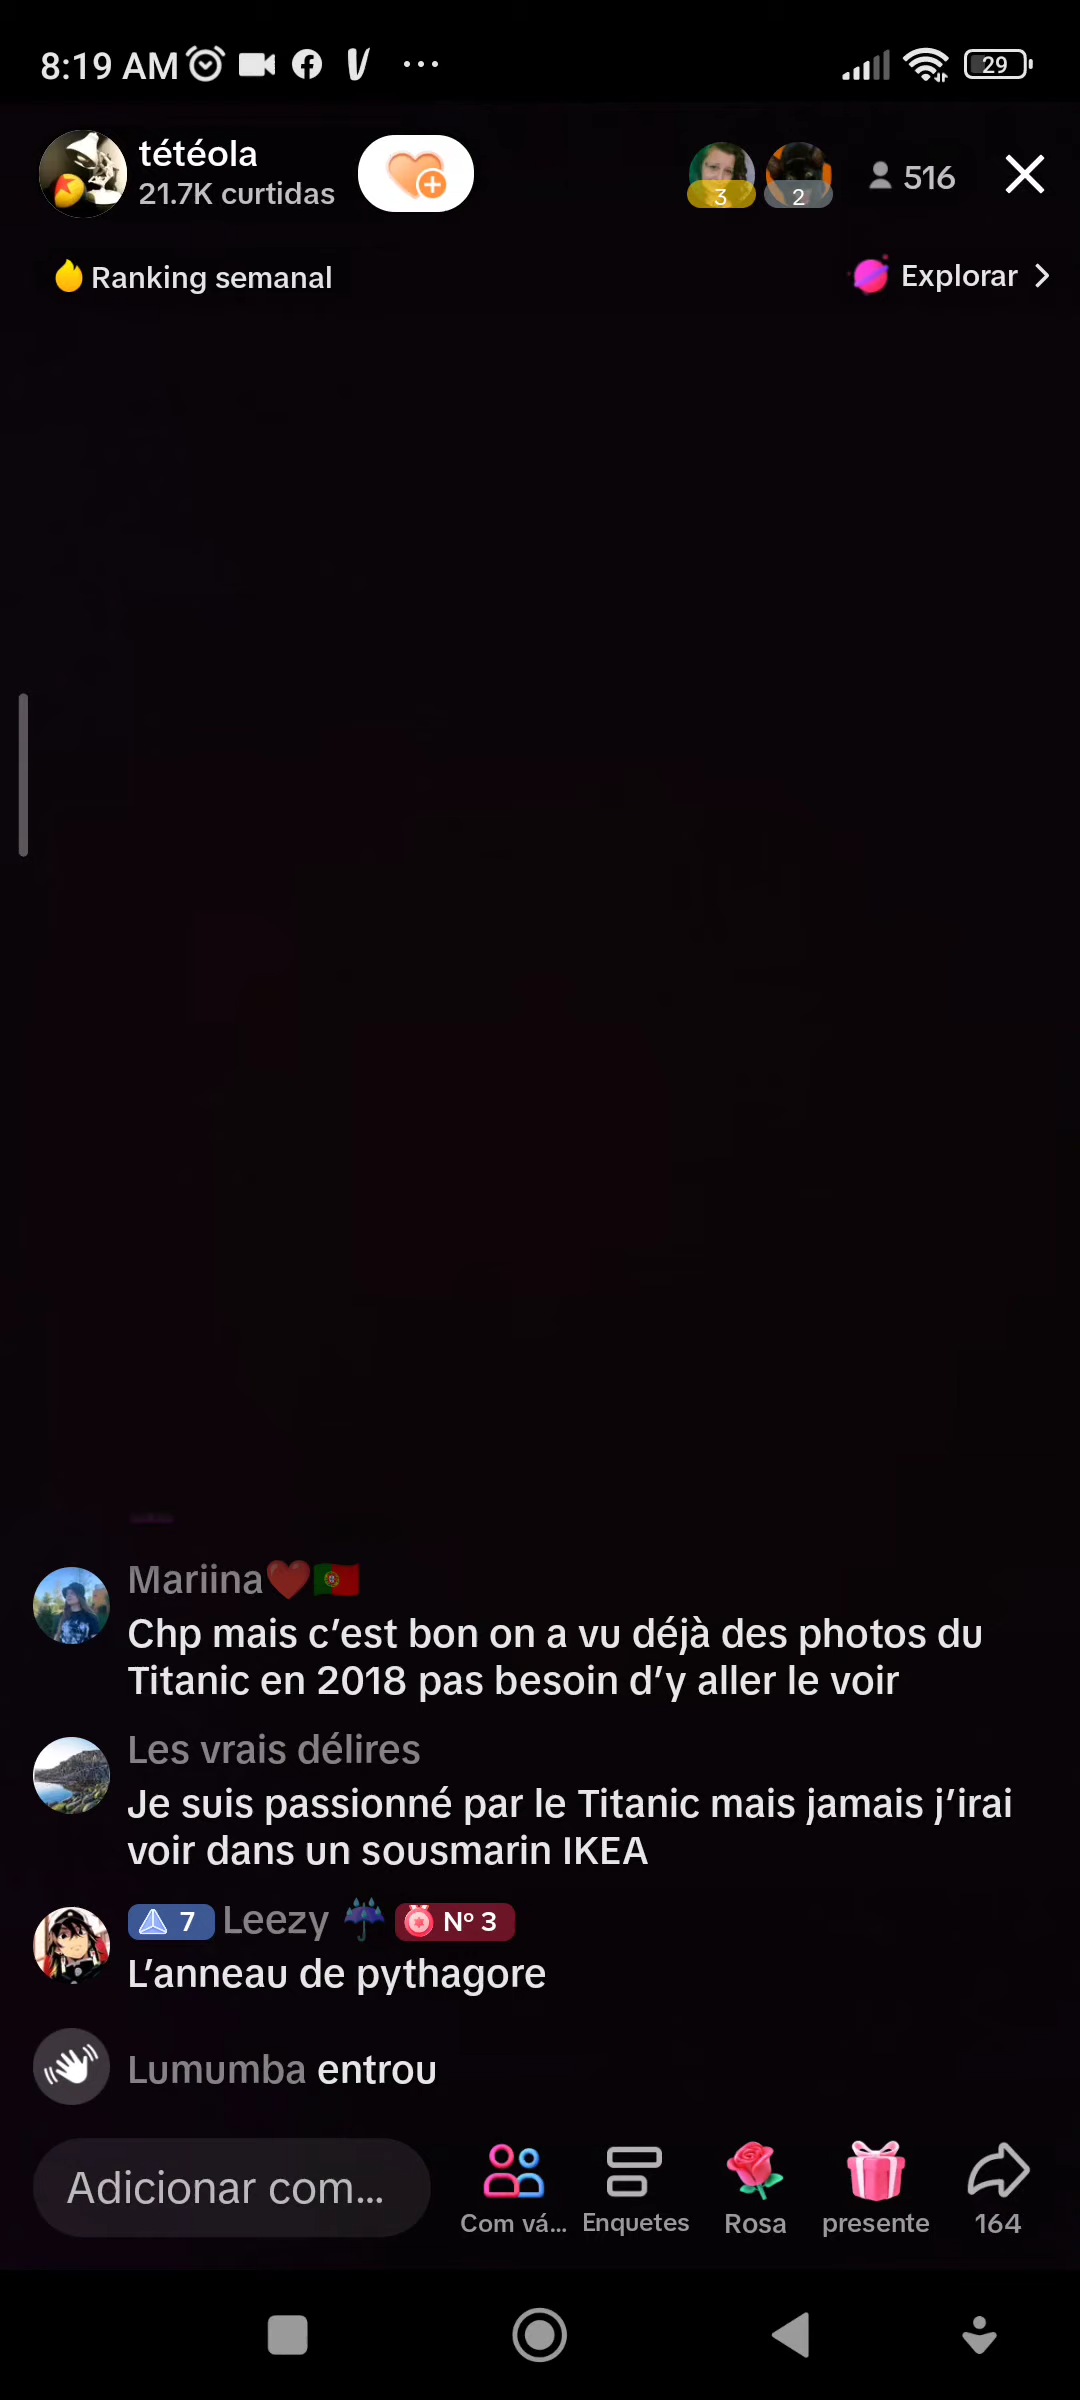 8:19 AM
29
tétéola
21.7K curtidas
3
2
516
Ranking semanal
Explorar
Mariina❤️🇵🇹
Chp mais c’est bon on a vu déjà des photos du
Titanic en 2018 pas besoin d’y aller le voir
Les vrais délires
Je suis passionné par le Titanic mais jamais j’irai
voir dans un sousmarin IKEA
7 Leezy ☔ Nº 3
L’anneau de pythagore
Lumumba entrou
Adicionar com...
Com vá...
Enquetes
Rosa
presente
164